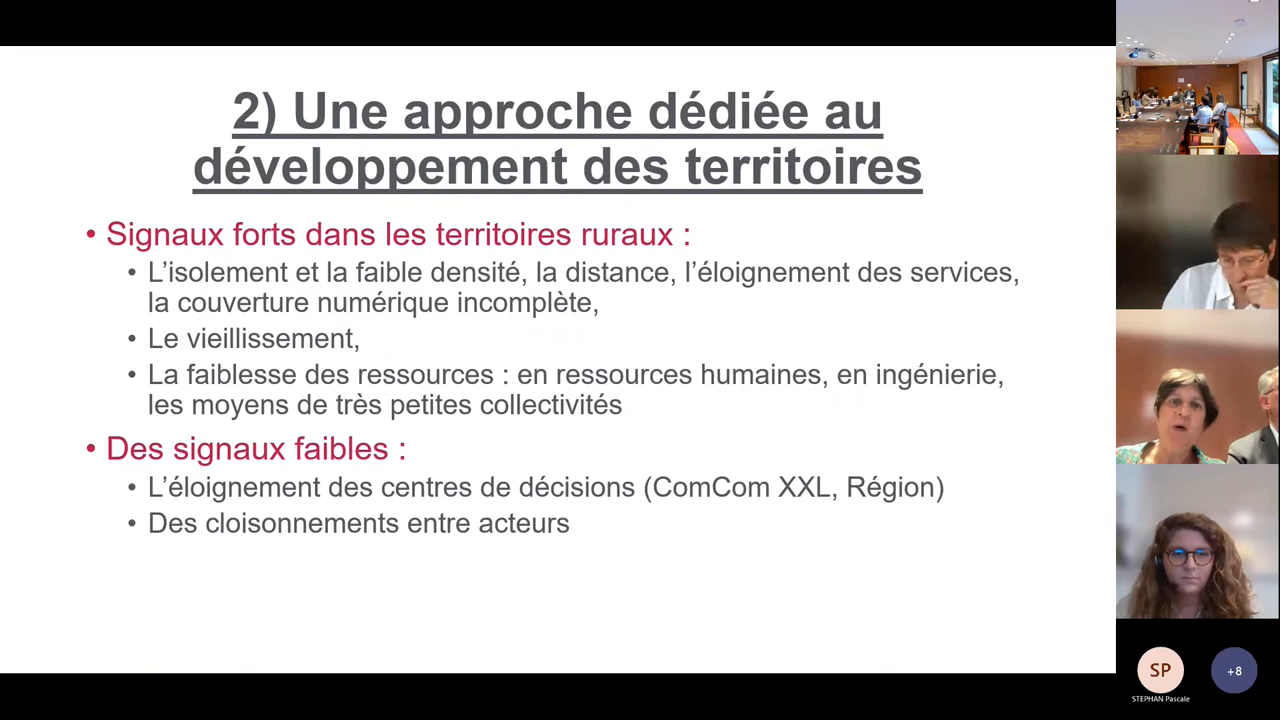 2) Une approche dédiée au
développement des territoires
• Signaux forts dans les territoires ruraux :
• L'isolement et la faible densité, la distance, l'éloignement des services,
la couverture numérique incomplète,
• Le vieillissement,
• La faiblesse des ressources : en ressources humaines, en ingénierie,
les moyens de très petites collectivités
• Des signaux faibles :
• L'éloignement des centres de décisions (ComCom XXL, Région)
• Des cloisonnements entre acteurs
SP
+8
STEPHAN Pascale